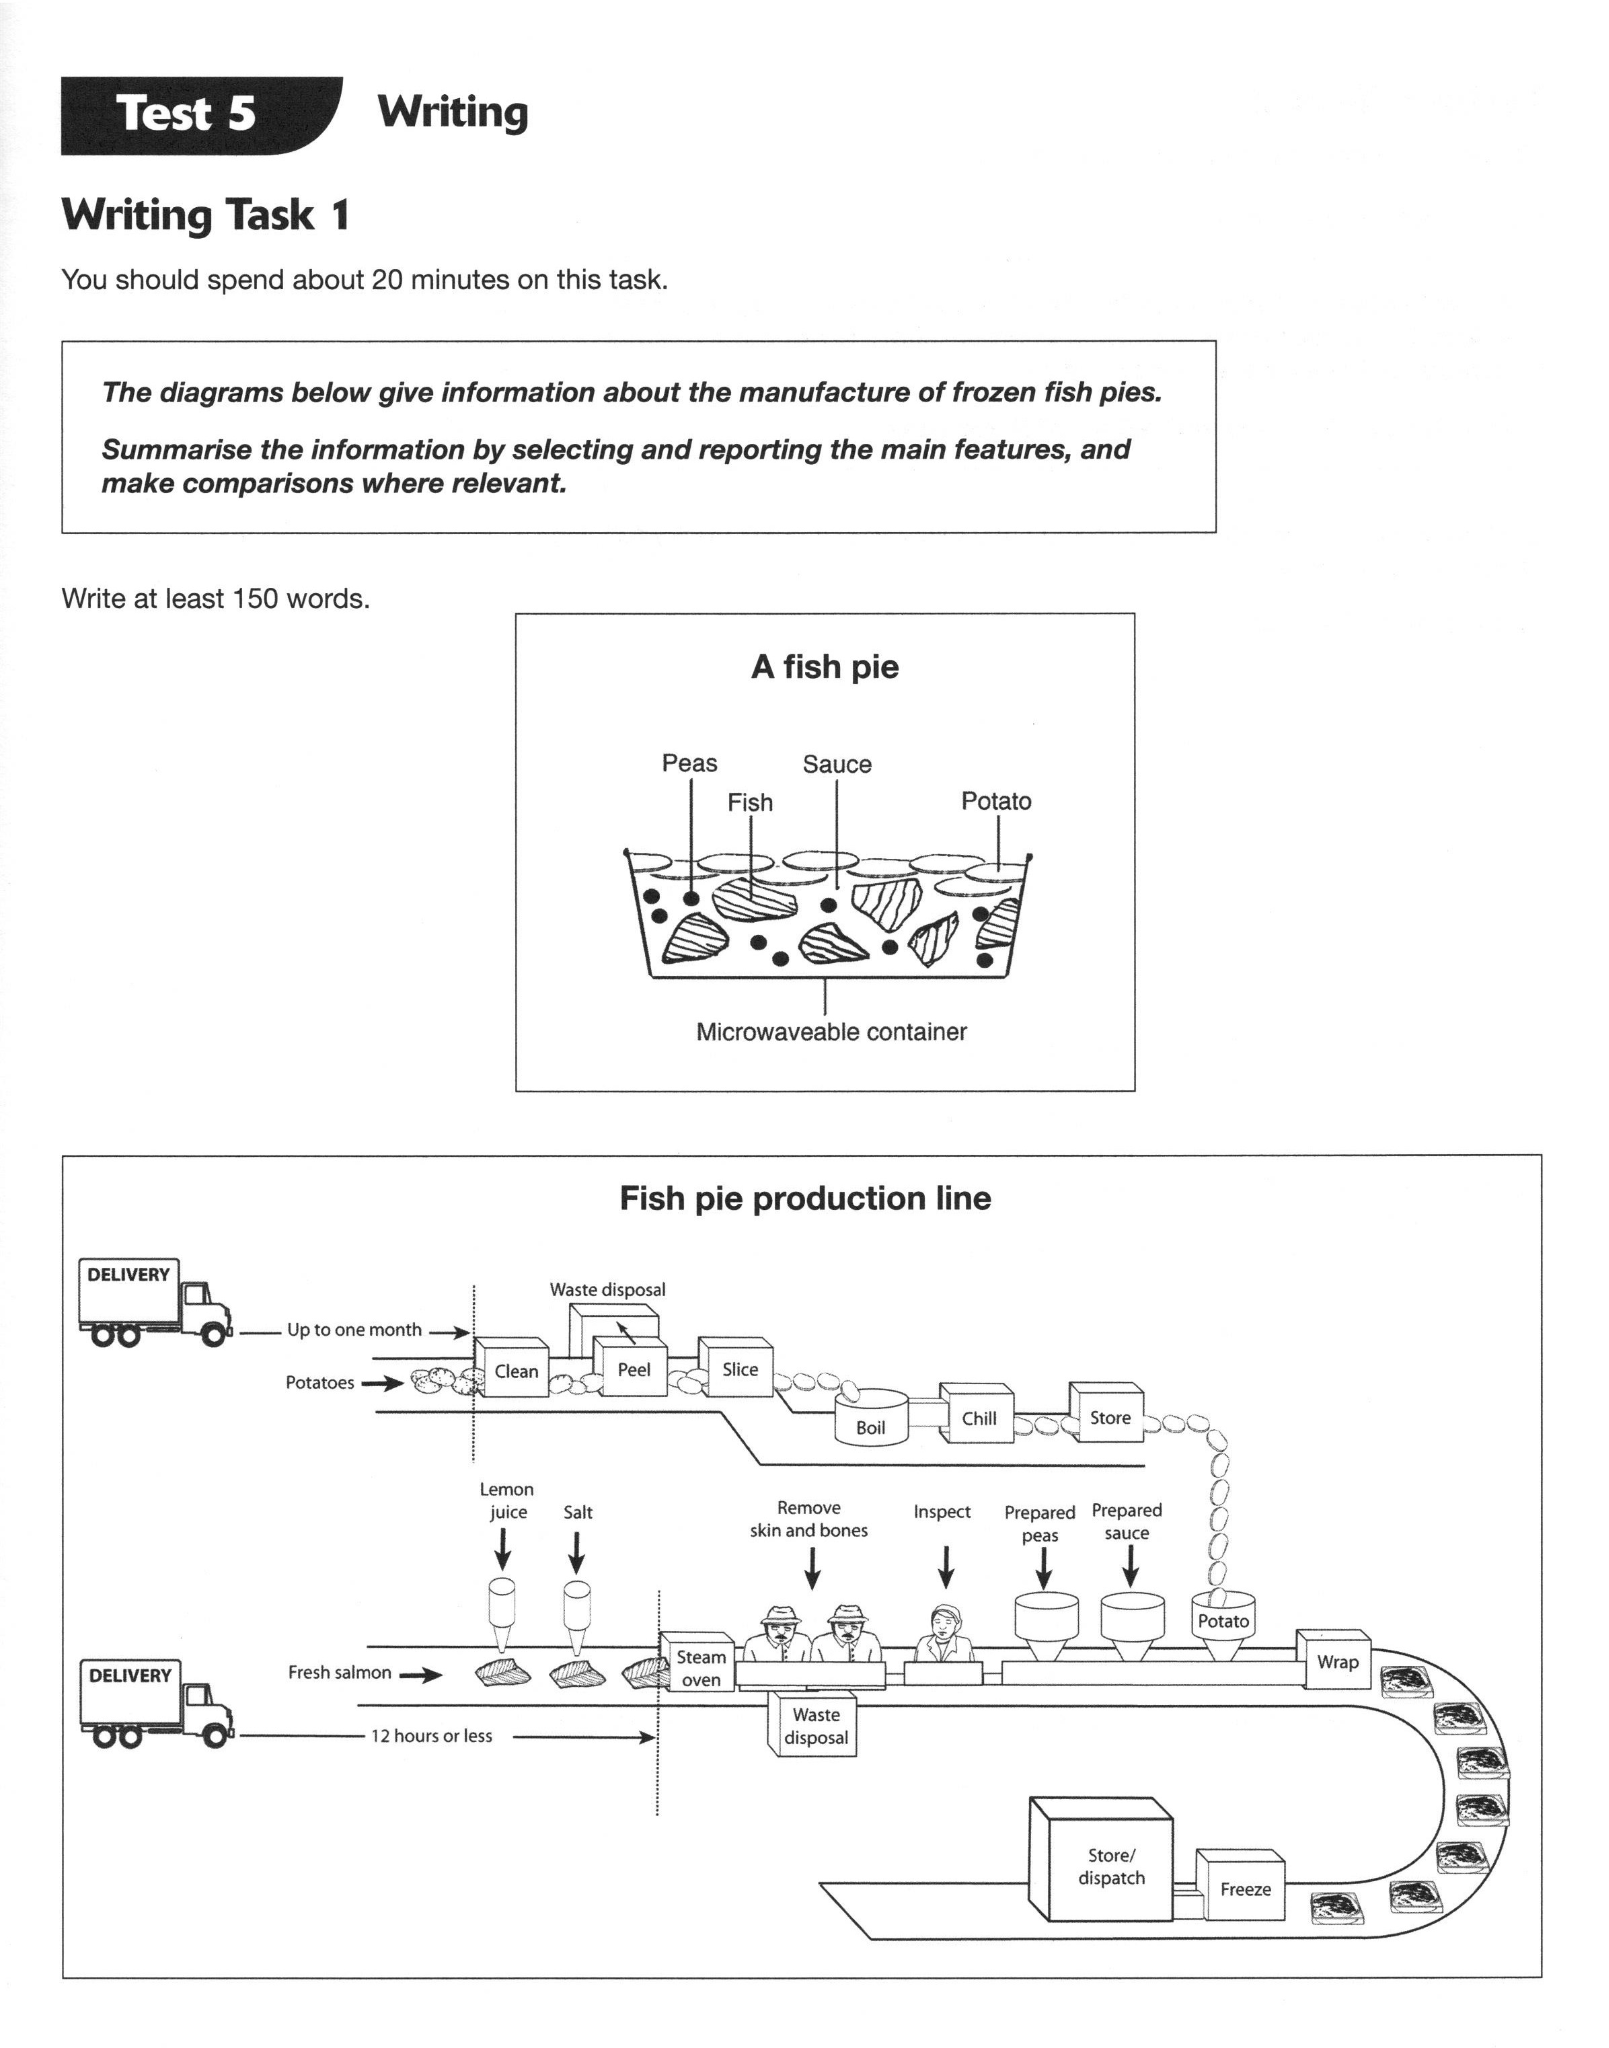 Test 5
Writing
Writing Task 1
You should spend about 20 minutes on this task.
The diagrams below give information about the manufacture of frozen fish pies.
Summarise the information by selecting and reporting the main features, and
make comparisons where relevant.
Write at least 150 words.
A fish pie
Peas
Sauce
Fish
Potato
Microwaveable container
Fish pie production line
DELIVERY
Waste disposal
Up to one month
Potatoes
Clean
Peel
Slice
Boil
Chill
Store
Lemon
juice
Salt
Remove
skin and bones
Inspect
Prepared
peas
Prepared
sauce
Potato
DELIVERY
Fresh salmon
Steam
oven
Wrap
12 hours or less
Waste
disposal
Store/
dispatch
Freeze